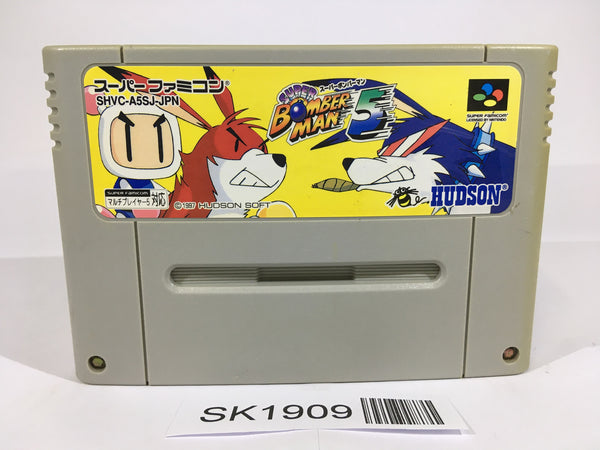 スーパーファミコン®
SHVC-A5SJ-JPN
SUPER スーパーボンバーマン
BOMBER
MAN 5
SUPER FAMICOM
LICENSED BY NINTENDO
SUPER FAMICOM
マルチプレイヤー5 対応
©1997 HUDSON SOFT
HUDSON®
SK1909